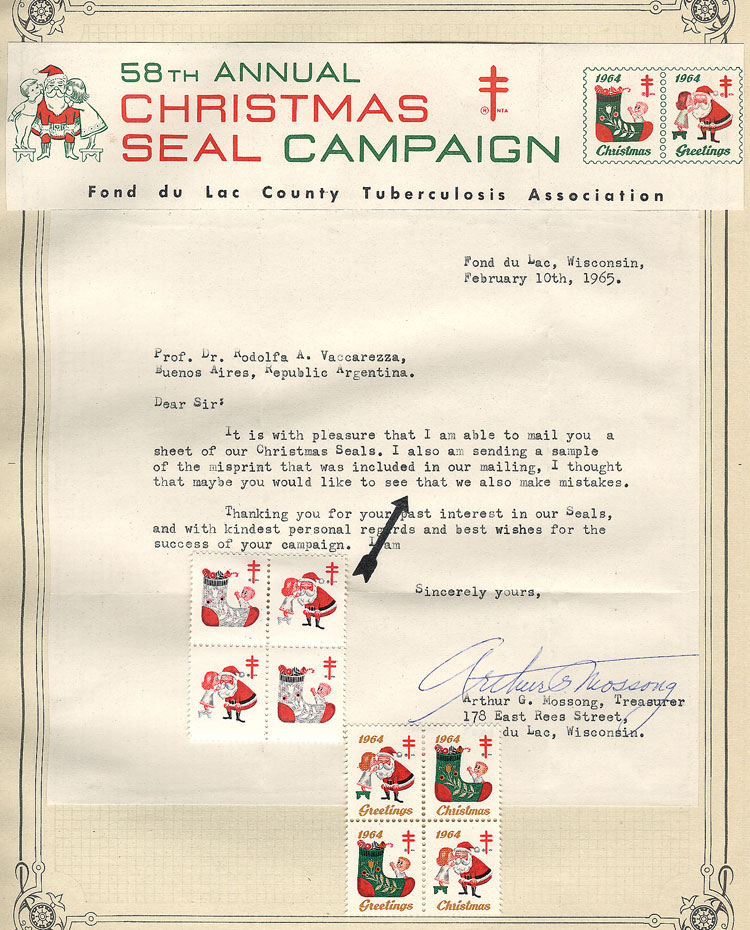 58TH ANNUAL
CHRISTMAS
SEAL CAMPAIGN
® NTA
1964 1964
Christmas Greetings
Fond du Lac County Tuberculosis Association
Fond du Lac, Wisconsin,
February 10th, 1965.
Prof. Dr. Rodolfa A. Vaccarezza,
Buenos Aires, Republic Argentina.
Dear Sir:
It is with pleasure that I am able to mail you a
sheet of our Christmas Seals. I also am sending a sample
of the misprint that was included in our mailing, I thought
that maybe you would like to see that we also make mistakes.
Thanking you for your past interest in our Seals,
and with kindest personal regards and best wishes for the
success of your campaign. I am
Sincerely yours,
Arthur G Mossong
Arthur G. Mossong, Treasurer
178 East Rees Street,
du Lac, Wisconsin.
1964 1964
Greetings Christmas
1964 1964
Greetings Christmas